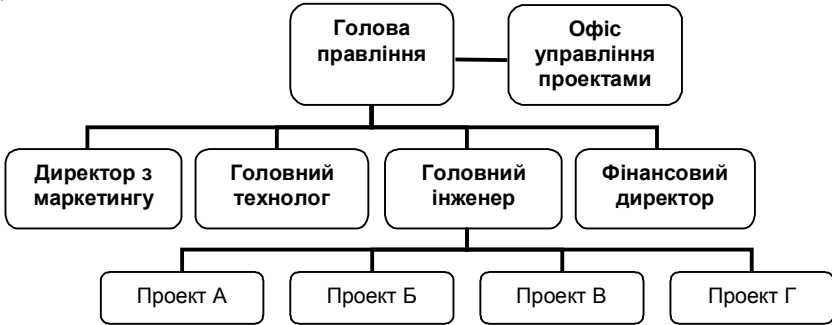 Голова
правління
Офіс
управління
проектами
Директор з
маркетингу
Головний
технолог
Головний
інженер
Фінансовий
директор
Проект А
Проект Б
Проект В
Проект Г